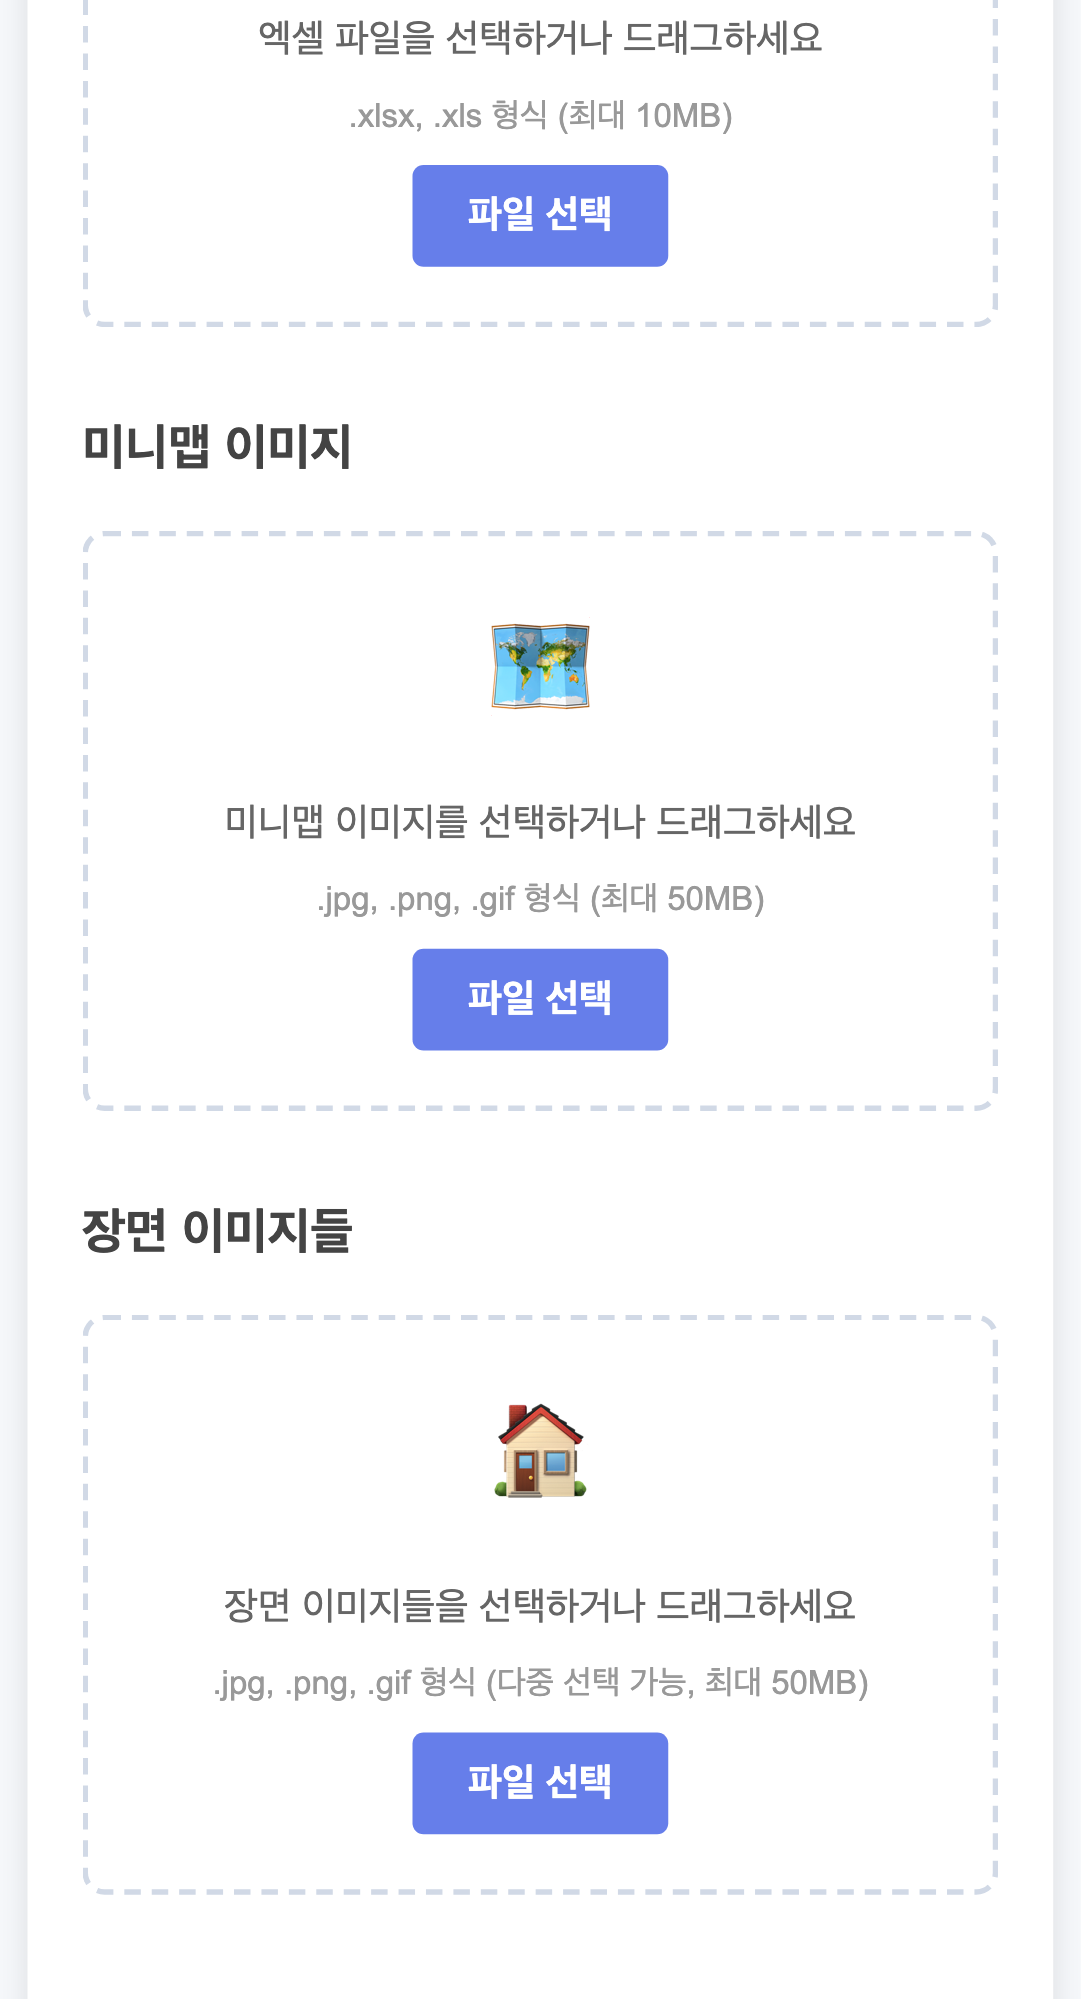 엑셀 파일을 선택하거나 드래그하세요
.xlsx, .xls 형식 (최대 10MB)
파일 선택
미니맵 이미지
미니맵 이미지를 선택하거나 드래그하세요
.jpg, .png, .gif 형식 (최대 50MB)
파일 선택
장면 이미지들
장면 이미지들을 선택하거나 드래그하세요
.jpg, .png, .gif 형식 (다중 선택 가능, 최대 50MB)
파일 선택